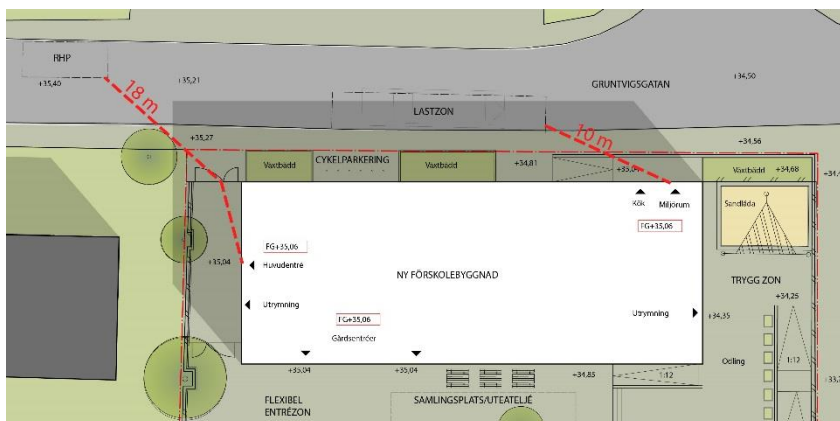 RHP
+35,40
+35,21
18 m
LASTZON
GRUNTVIGSGATAN
+34,50
10 m
+35,27
+34,56
Växtbädd
CYKELPARKERING
Växtbädd
+34,81
+35,04
Växtbädd
+34,68
Kök
Miljörum
Sandlåda
FG+35,06
FG+35,06
+35,04
Huvudentré
NY FÖRSKOLEBYGGNAD
TRYGG ZON
Utrymning
FG+35,06
Utrymning
+34,25
+34,35
Gårdsentréer
+35,04
+35,04
+34,85
1:12
Odling
1:12
FLEXIBEL
ENTRÉZON
SAMLINGSPLATS/UTEATELJÉ